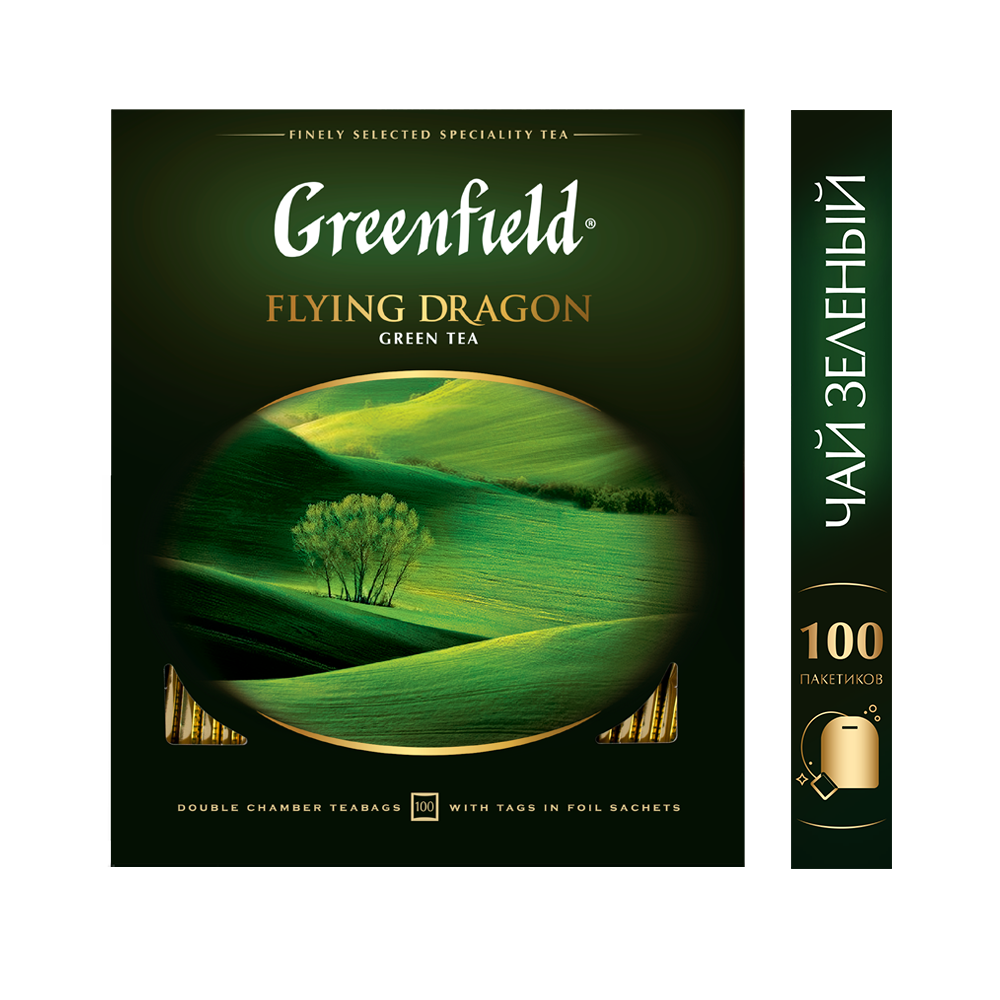 FINELY SELECTED SPECIALITY TEA
Greenfield®
FLYING DRAGON
GREEN TEA
DOUBLE CHAMBER TEABAGS 100 WITH TAGS IN FOIL SACHETS
ЧАЙ ЗЕЛЕНЫЙ
100
ПАКЕТИКОВ